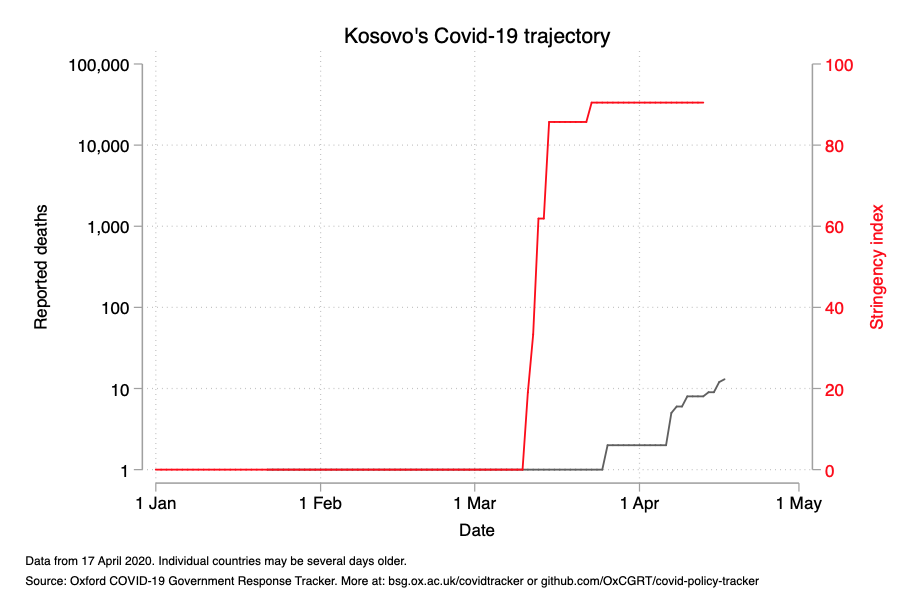 Kosovo's Covid-19 trajectory
100,000
10,000
1,000
100
10
1
Reported deaths
100
80
60
40
20
0
Stringency index
1 Jan
1 Feb
1 Mar
1 Apr
1 May
Date
Data from 17 April 2020. Individual countries may be several days older.
Source: Oxford COVID-19 Government Response Tracker. More at: bsg.ox.ac.uk/covidtracker or github.com/OxCGRT/covid-policy-tracker